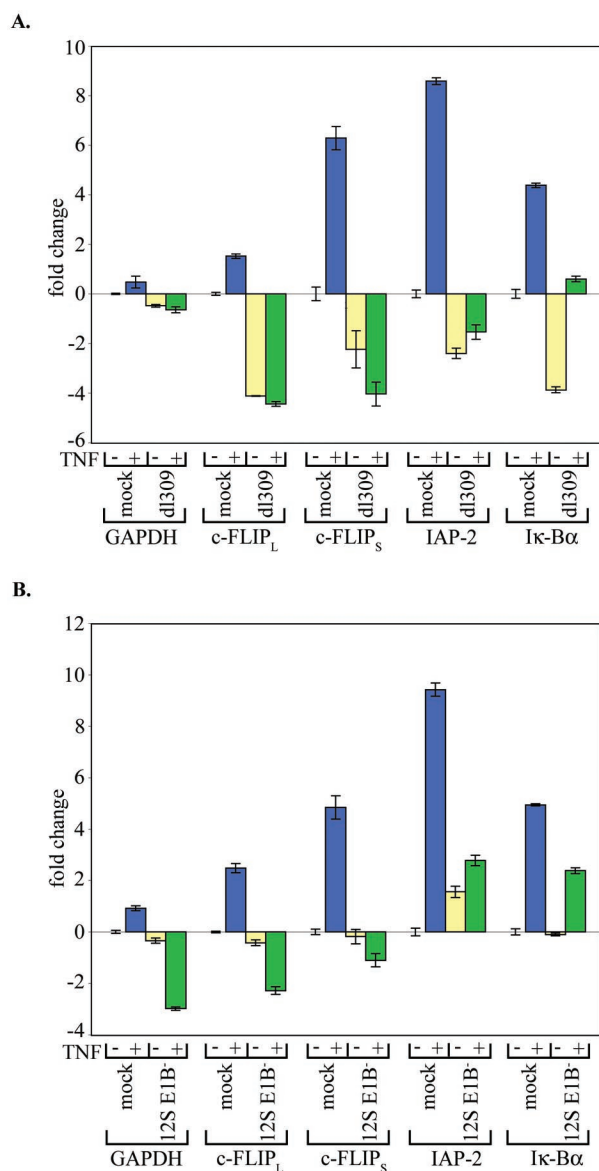 A.
10
8
6
4
2
0
-2
-4
-6
fold change
TNF - + - + - + - + - + - + - + - + - + - +
mock dl309 mock dl309 mock dl309 mock dl309 mock dl309
GAPDH c-FLIPL c-FLIPS IAP-2 Iκ-Bα
B.
12
10
8
6
4
2
0
-2
-4
fold change
TNF - + - + - + - + - + - + - + - + - + - +
mock 12S E1B- mock 12S E1B- mock 12S E1B- mock 12S E1B- mock 12S E1B-
GAPDH c-FLIPL c-FLIPS IAP-2 Iκ-Bα